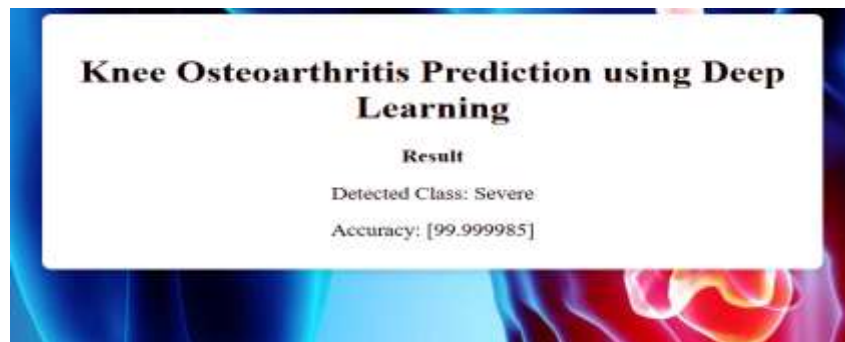 Knee Osteoarthritis Prediction using Deep
Learning
Result
Detected Class: Severe
Accuracy: [99.999985]